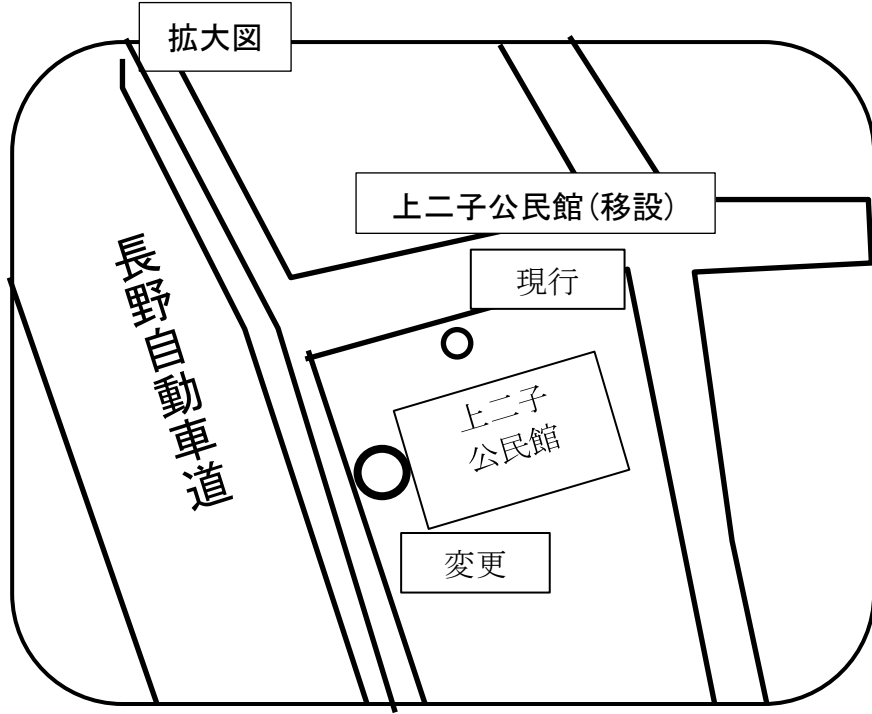 拡大図
上二子公民館(移設)
現行
長野自動車道
上二子
公民館
変更